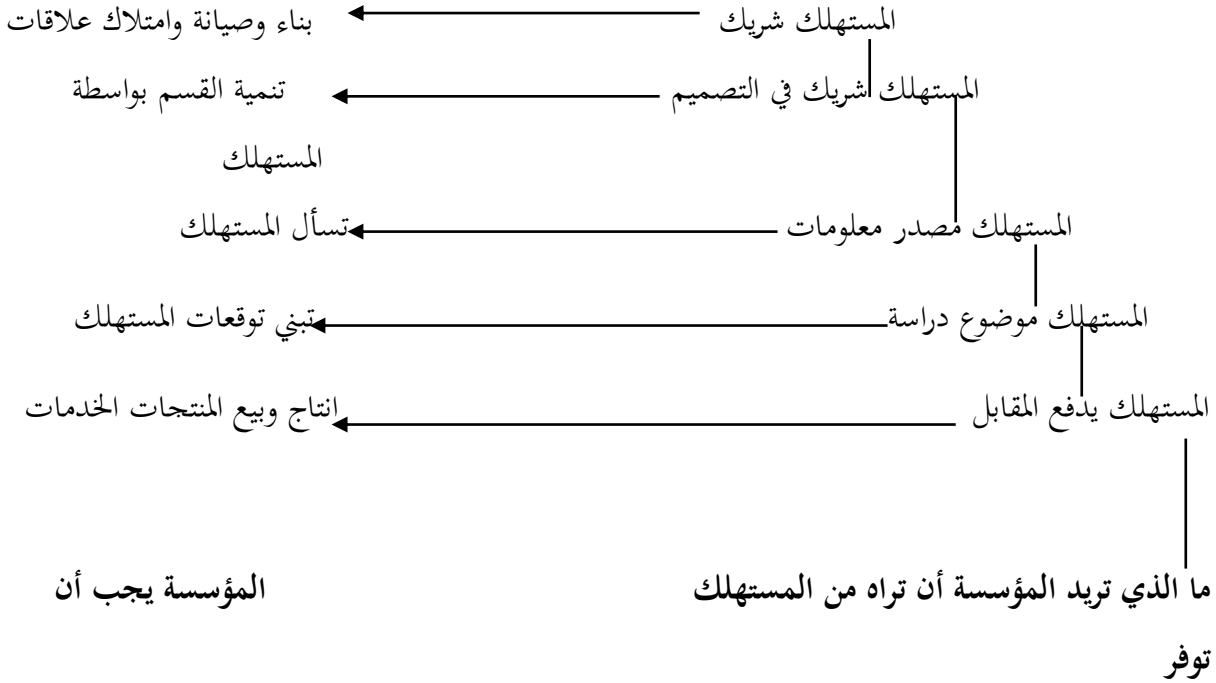 المستهلك شريك بناء وصيانة وامتلاك علاقات
المستهلك شريك في التصميم تنمية القسم بواسطة
المستهلك
المستهلك مصدر معلومات تسأل المستهلك
المستهلك موضوع دراسة تبني توقعات المستهلك
المستهلك يدفع المقابل انتاج وبيع المنتجات الخدمات
ما الذي تريد المؤسسة أن تراه من المستهلك المؤسسة يجب أن
توفر